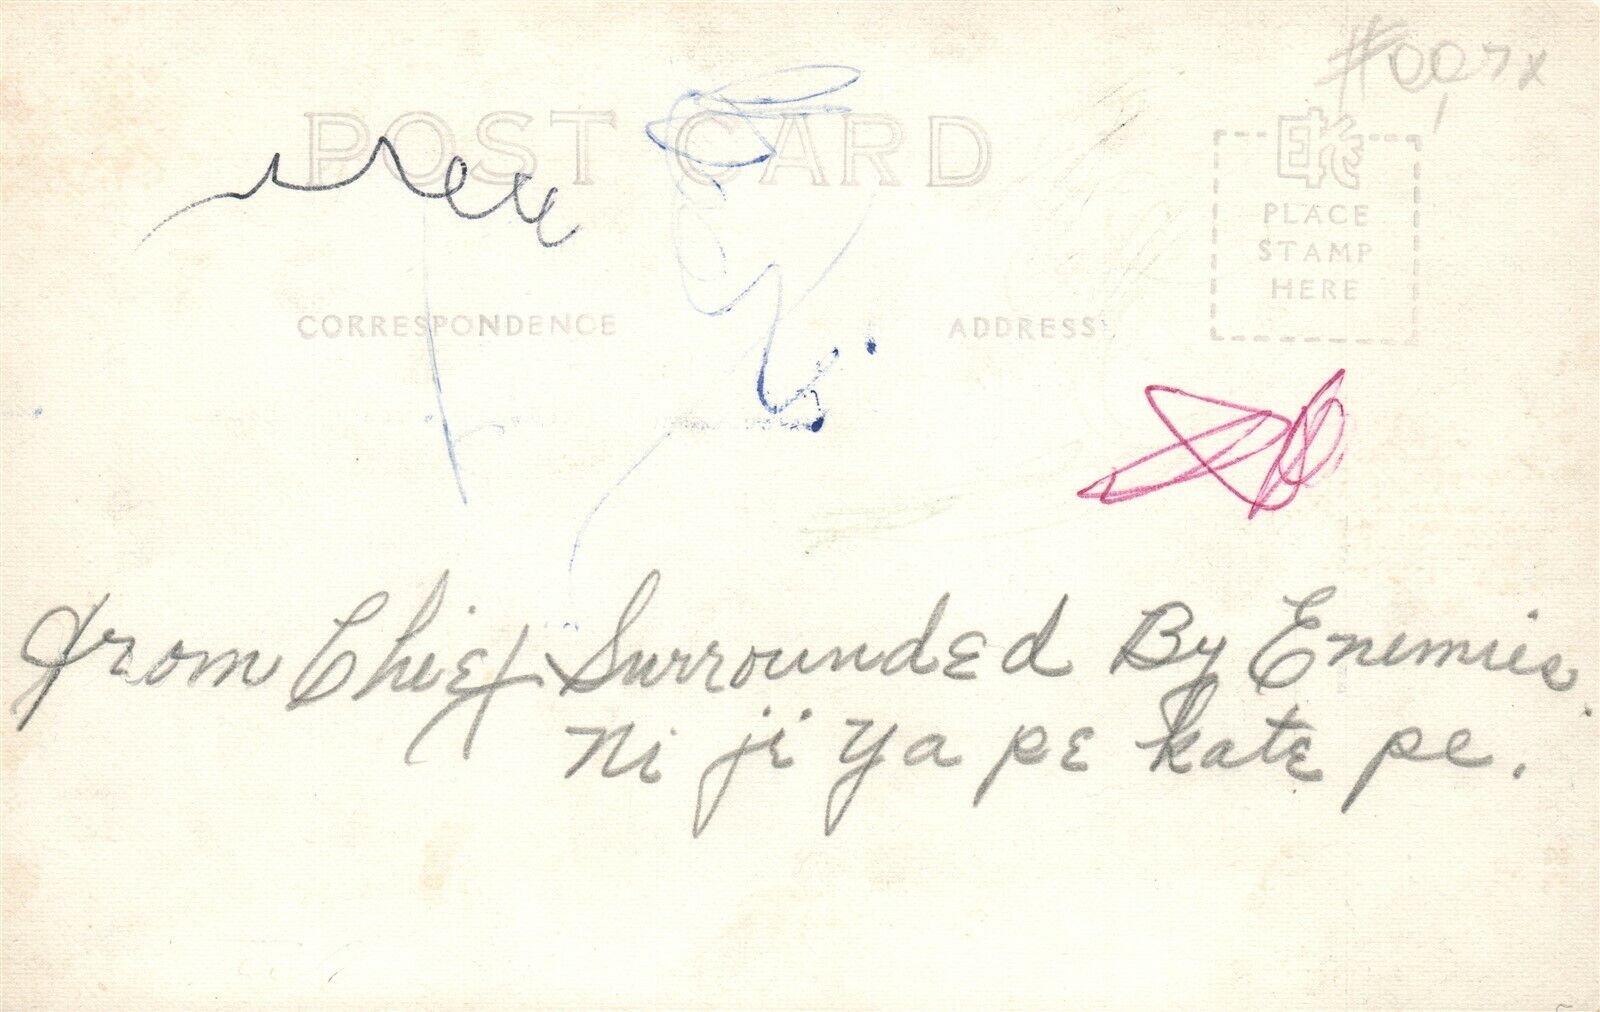 #007x
POST CARD
PLACE
STAMP
HERE
CORRESPONDENCE
ADDRESS
from Chief Surrounded By Enemies.
Ni ji ya pe kate pe.